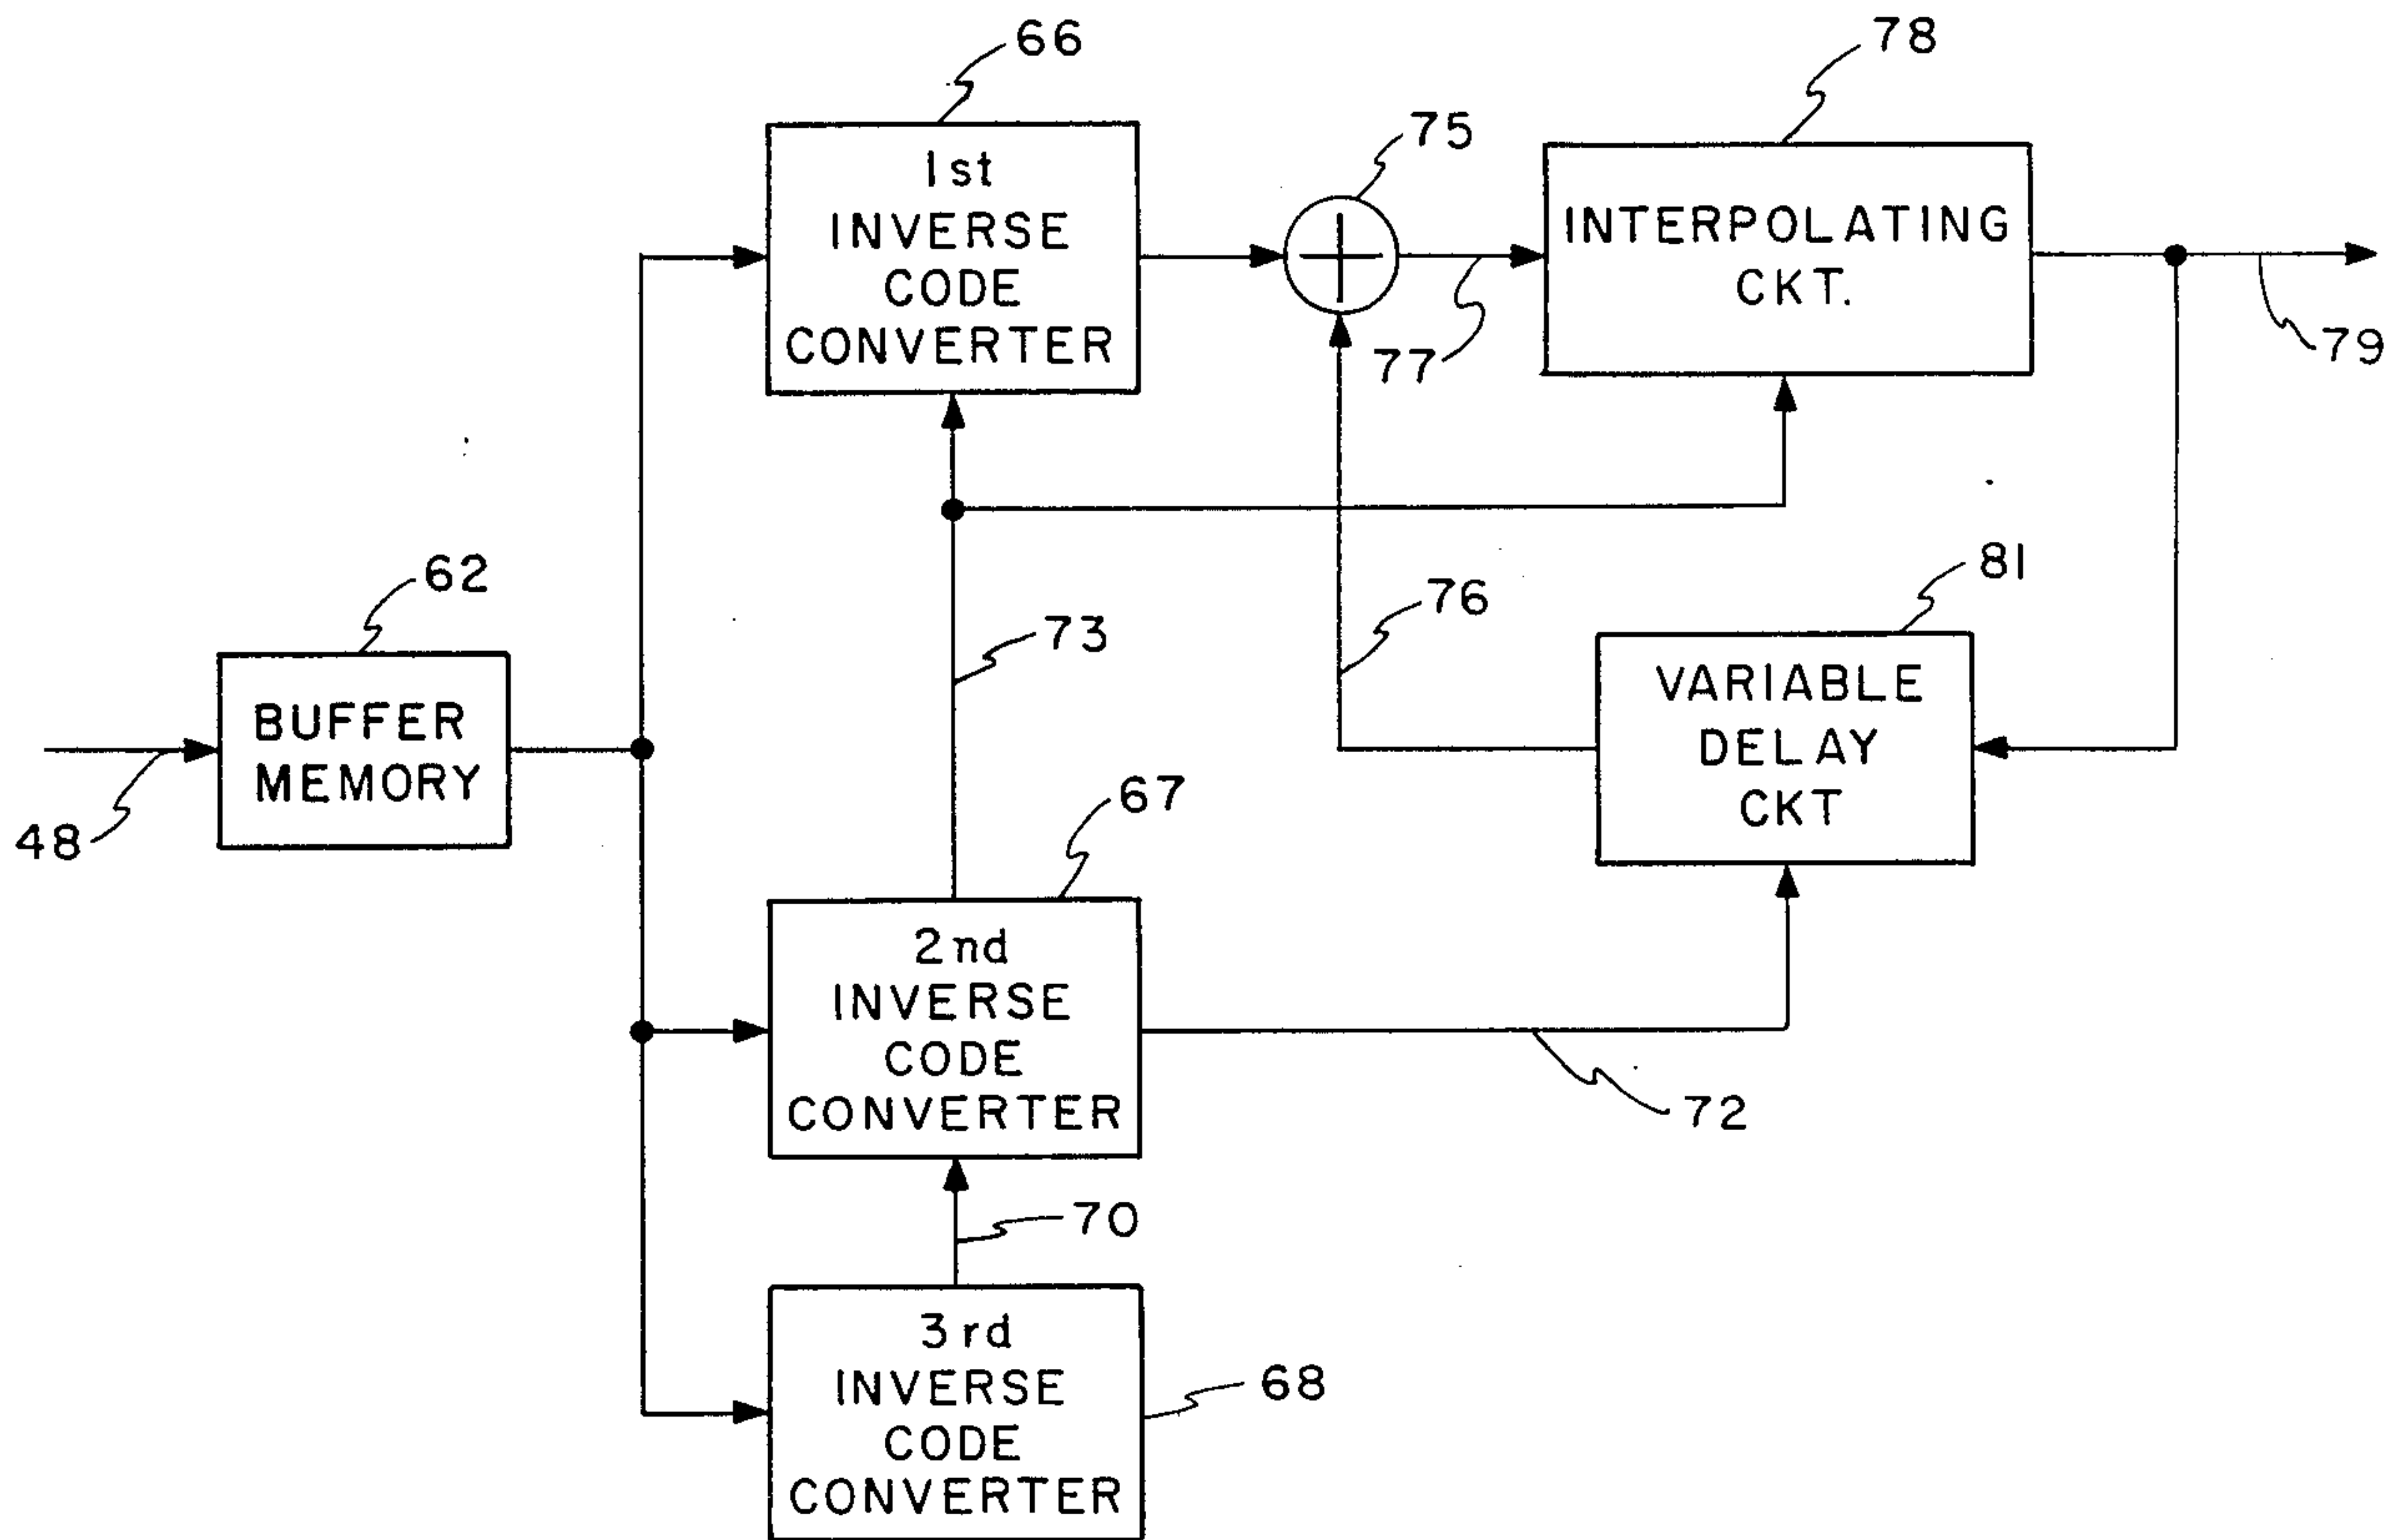 66
78
75
1st
INVERSE
CODE
CONVERTER
INTERPOLATING
CKT.
77
79
62
73
76
81
BUFFER
MEMORY
VARIABLE
DELAY
CKT
48
67
2nd
INVERSE
CODE
CONVERTER
72
70
3rd
INVERSE
CODE
CONVERTER
68